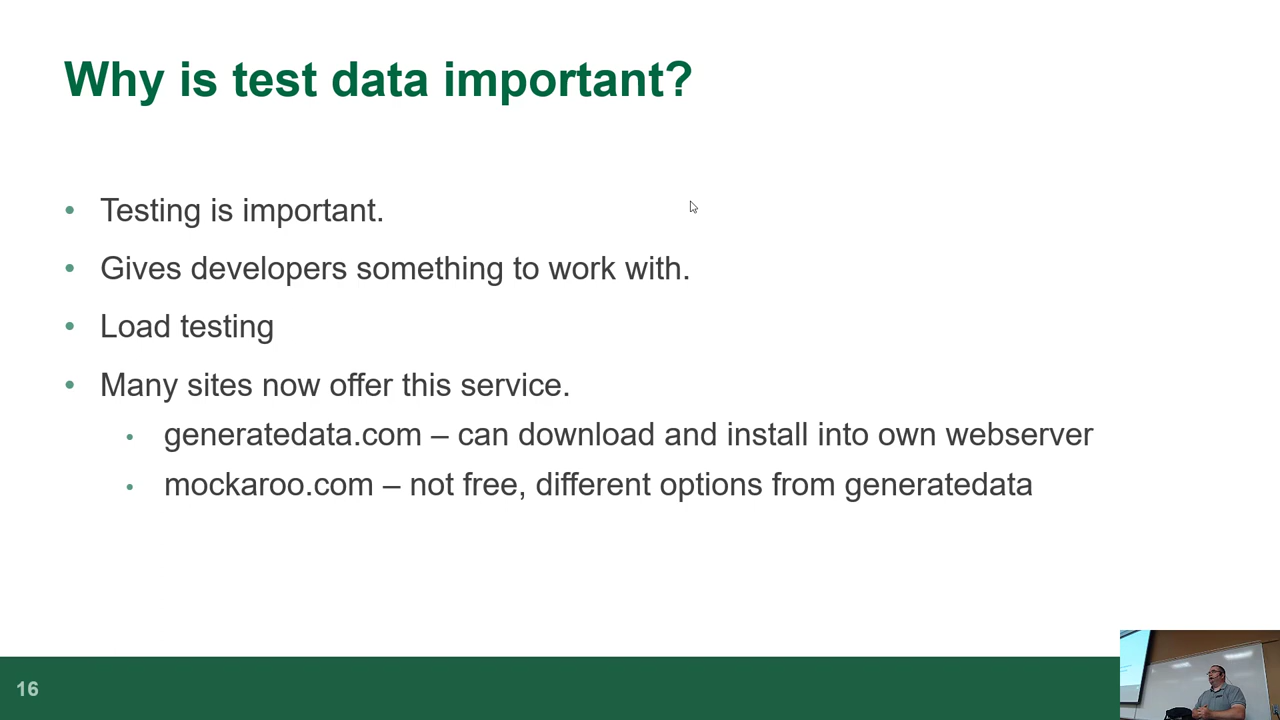 Why is test data important?
• Testing is important.
• Gives developers something to work with.
• Load testing
• Many sites now offer this service.
• generatedata.com – can download and install into own webserver
• mockaroo.com – not free, different options from generatedata
16